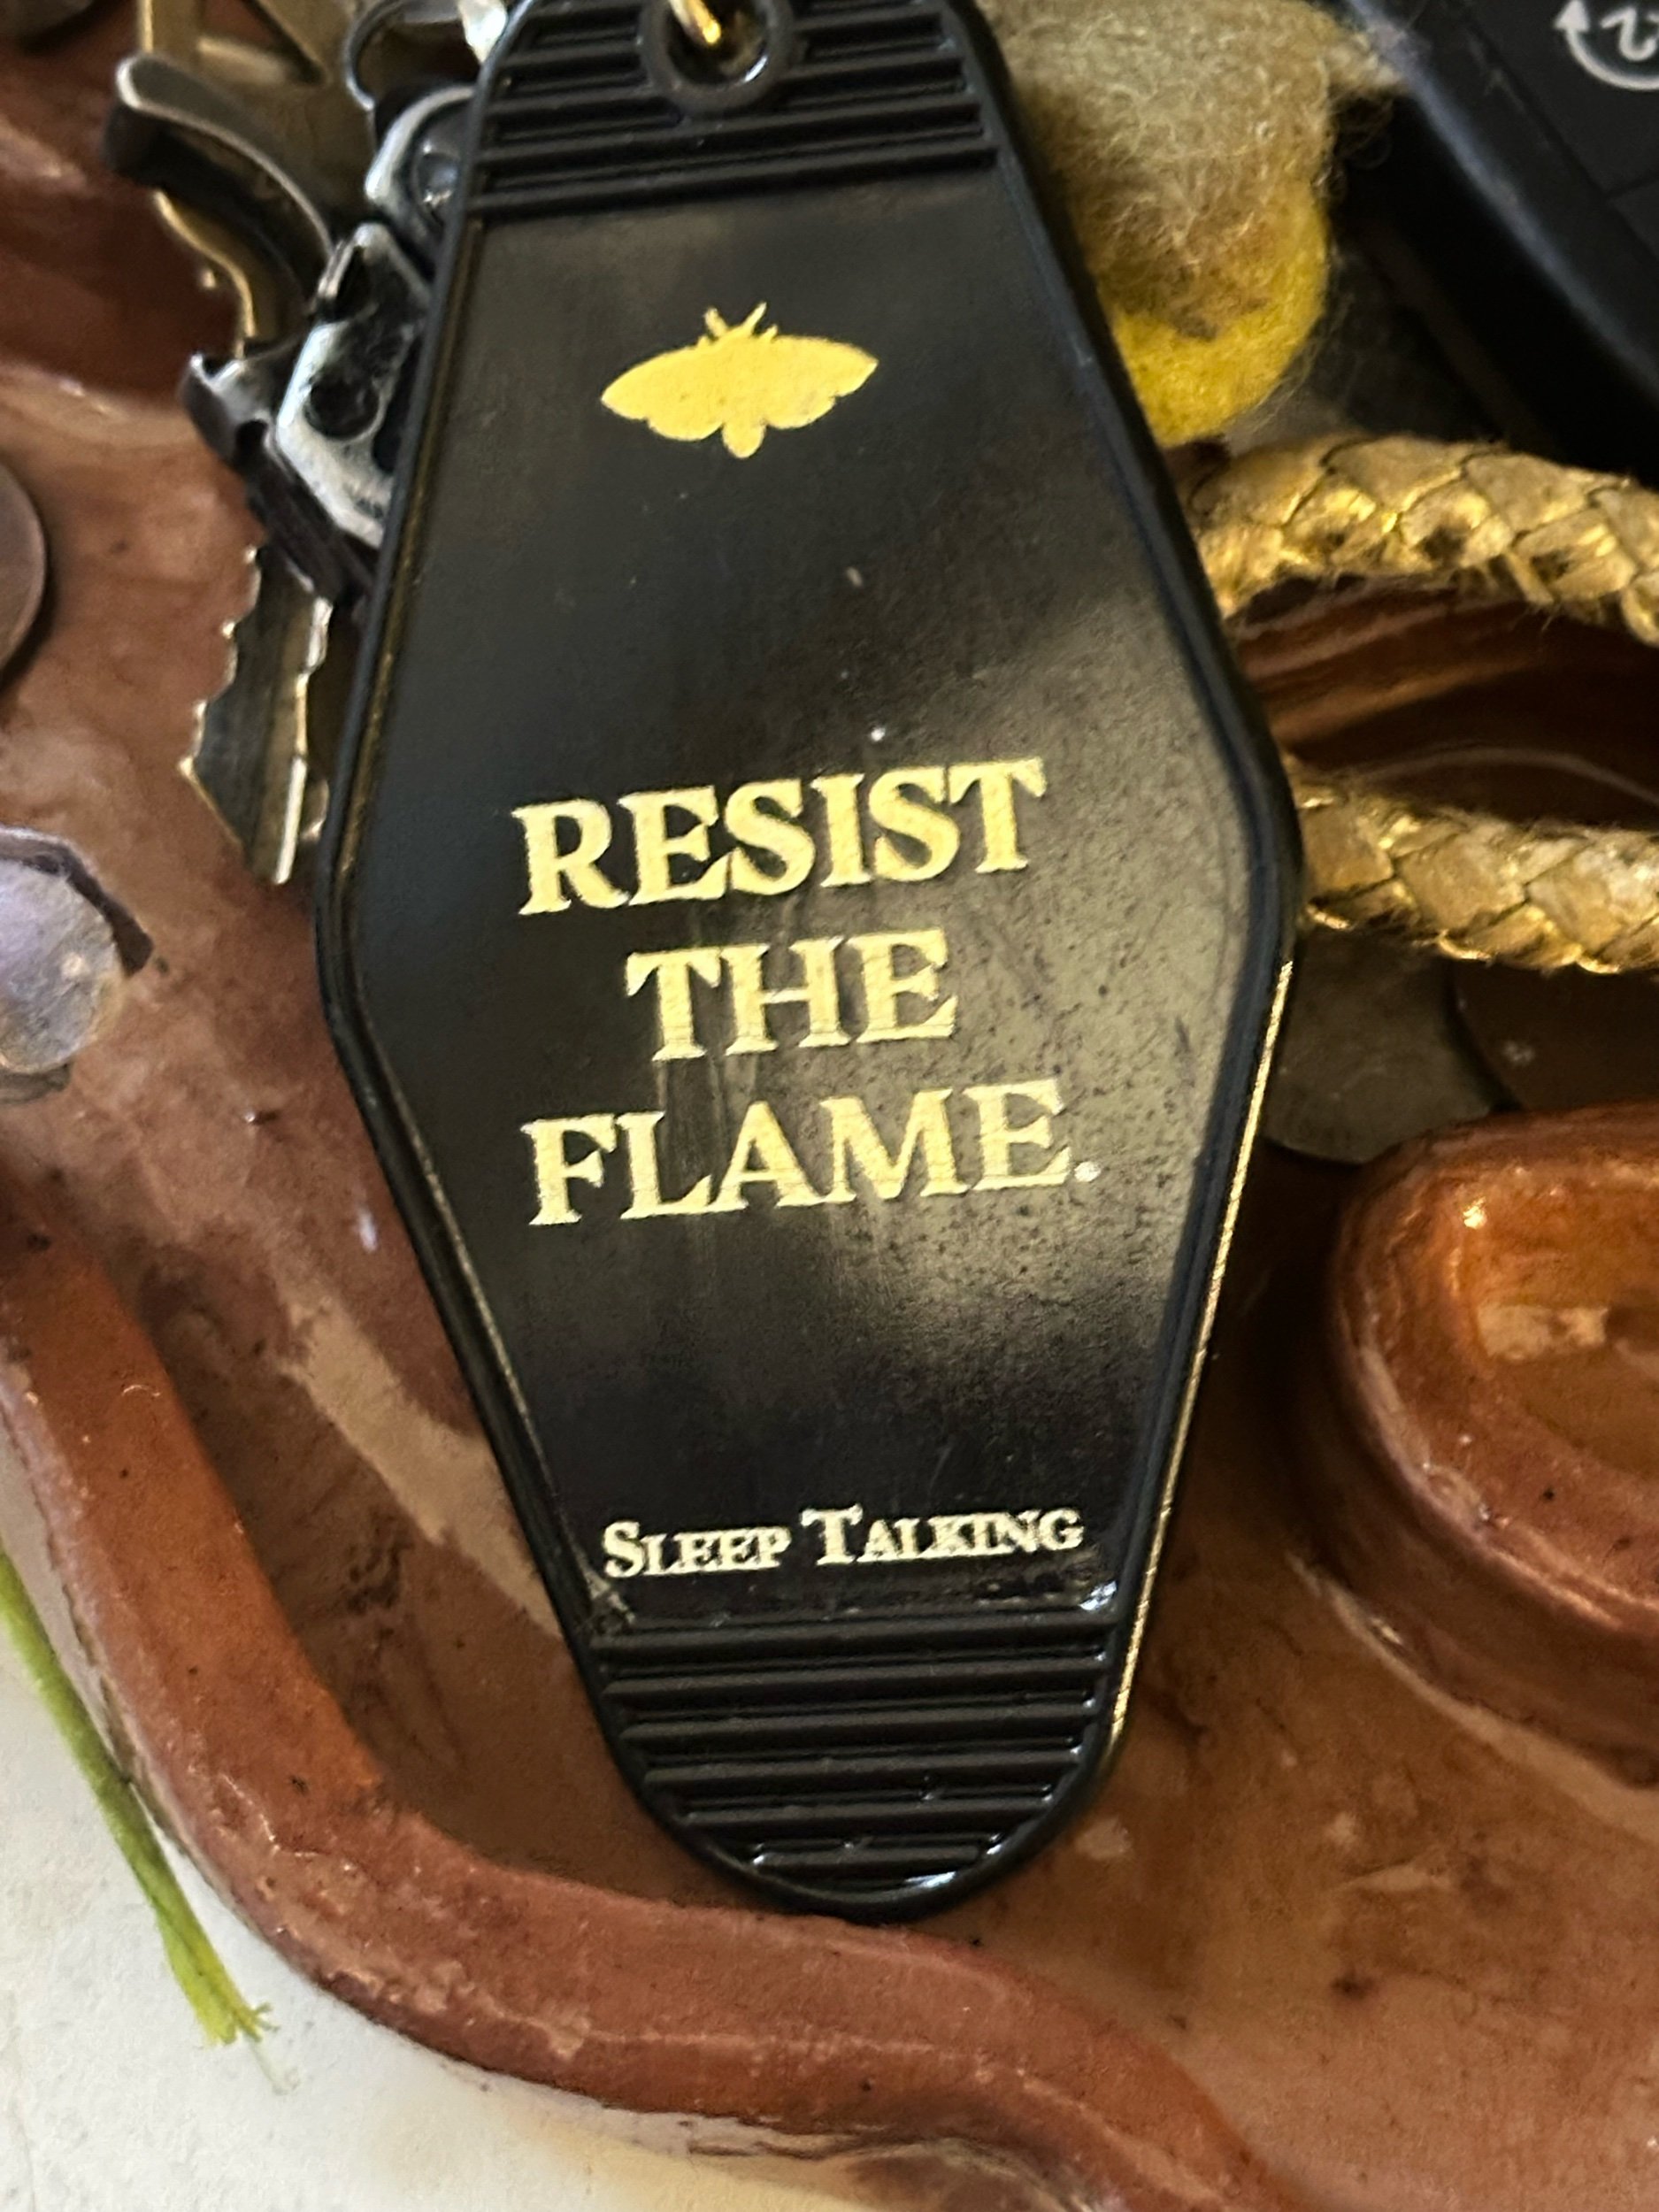 RESIST
THE
FLAME.
SLEEP TALKING